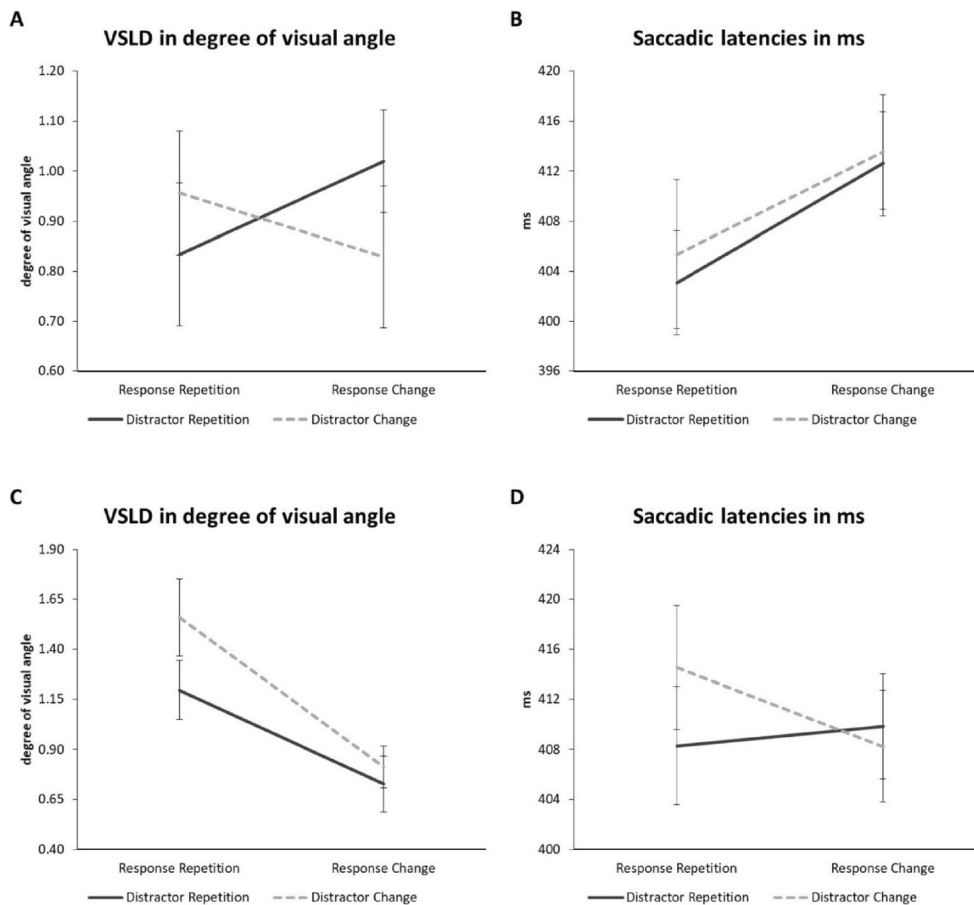 A
VSLD in degree of visual angle
1.20
1.10
1.00
0.90
0.80
0.70
0.60
degree of visual angle
Response Repetition Response Change
Distractor Repetition Distractor Change
B
Saccadic latencies in ms
420
416
412
408
404
400
396
ms
Response Repetition Response Change
Distractor Repetition Distractor Change
C
VSLD in degree of visual angle
1.90
1.65
1.40
1.15
0.90
0.65
0.40
degree of visual angle
Response Repetition Response Change
Distractor Repetition Distractor Change
D
Saccadic latencies in ms
424
420
416
412
408
404
400
ms
Response Repetition Response Change
Distractor Repetition Distractor Change